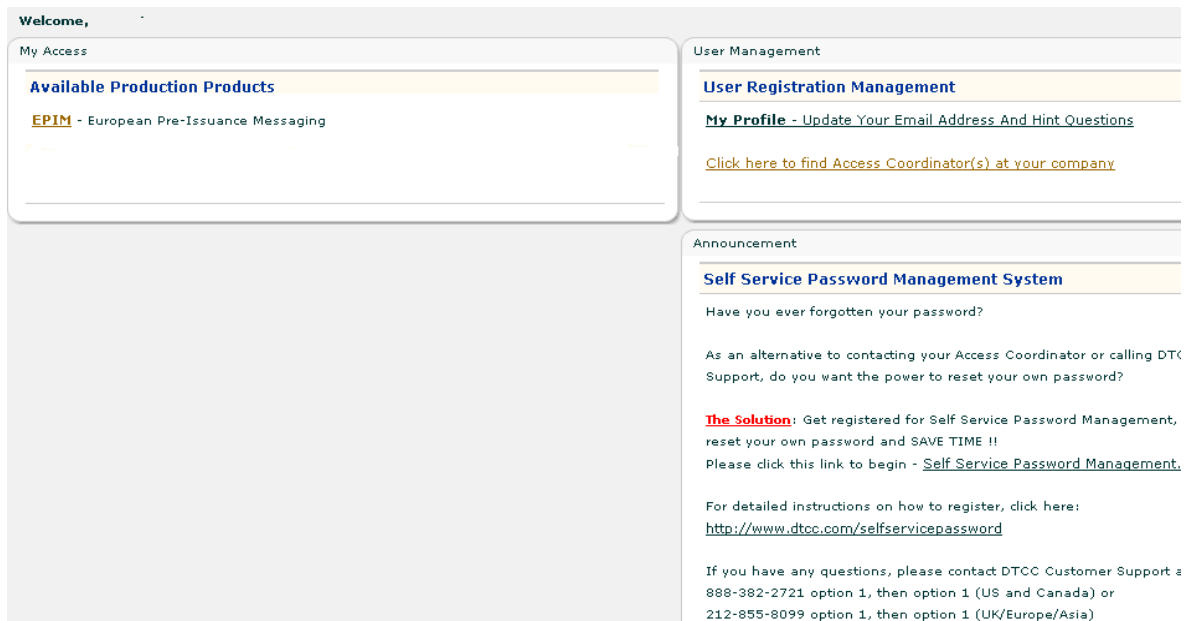 Welcome,
My Access
Available Production Products
EPIM - European Pre-Issuance Messaging
User Management
User Registration Management
My Profile - Update Your Email Address And Hint Questions
Click here to find Access Coordinator(s) at your company
Announcement
Self Service Password Management System
Have you ever forgotten your password?
As an alternative to contacting your Access Coordinator or calling
Support, do you want the power to reset your own password?
The Solution: Get registered for Self Service Password Management,
reset your own password and SAVE TIME !!
Please click this link to begin - Self Service Password Management.
For detailed instructions on how to register, click here:
http://www.dtcc.com/selfservicepassword
If you have any questions, please contact DTCC Customer Support
888-382-2721 option 1, then option 1 (US and Canada) or
212-855-8099 option 1, then option 1 (UK/Europe/Asia)